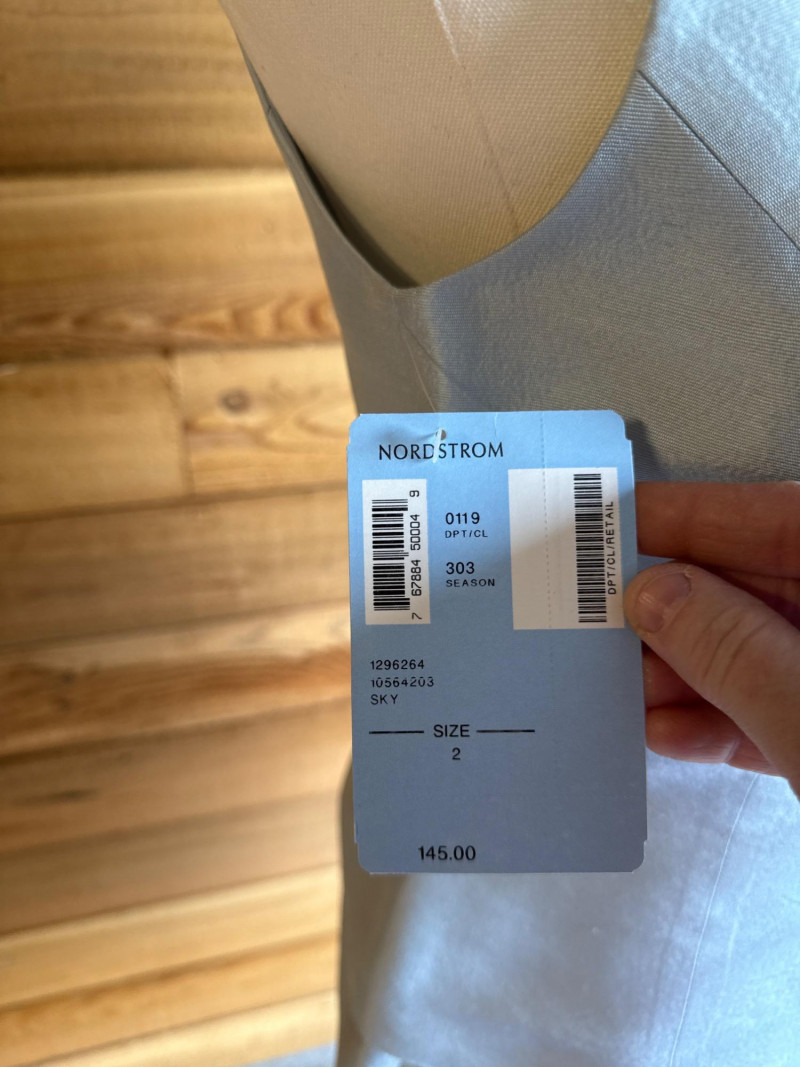 NORDSTROM
7 67884 50004 9
0119
DPT/CL
303
SEASON
DPT/CL/RETAIL
1296264
10564203
SKY
SIZE
2
145.00